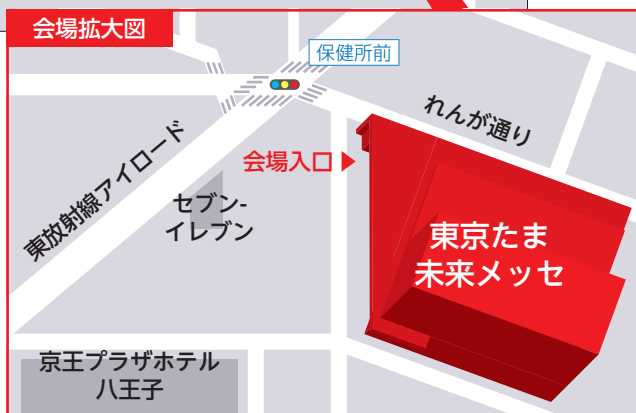 会場拡大図
保健所前
れんが通り
会場入口
東放射線アイロード
セブン-
イレブン
東京たま
未来メッセ
京王プラザホテル
八王子